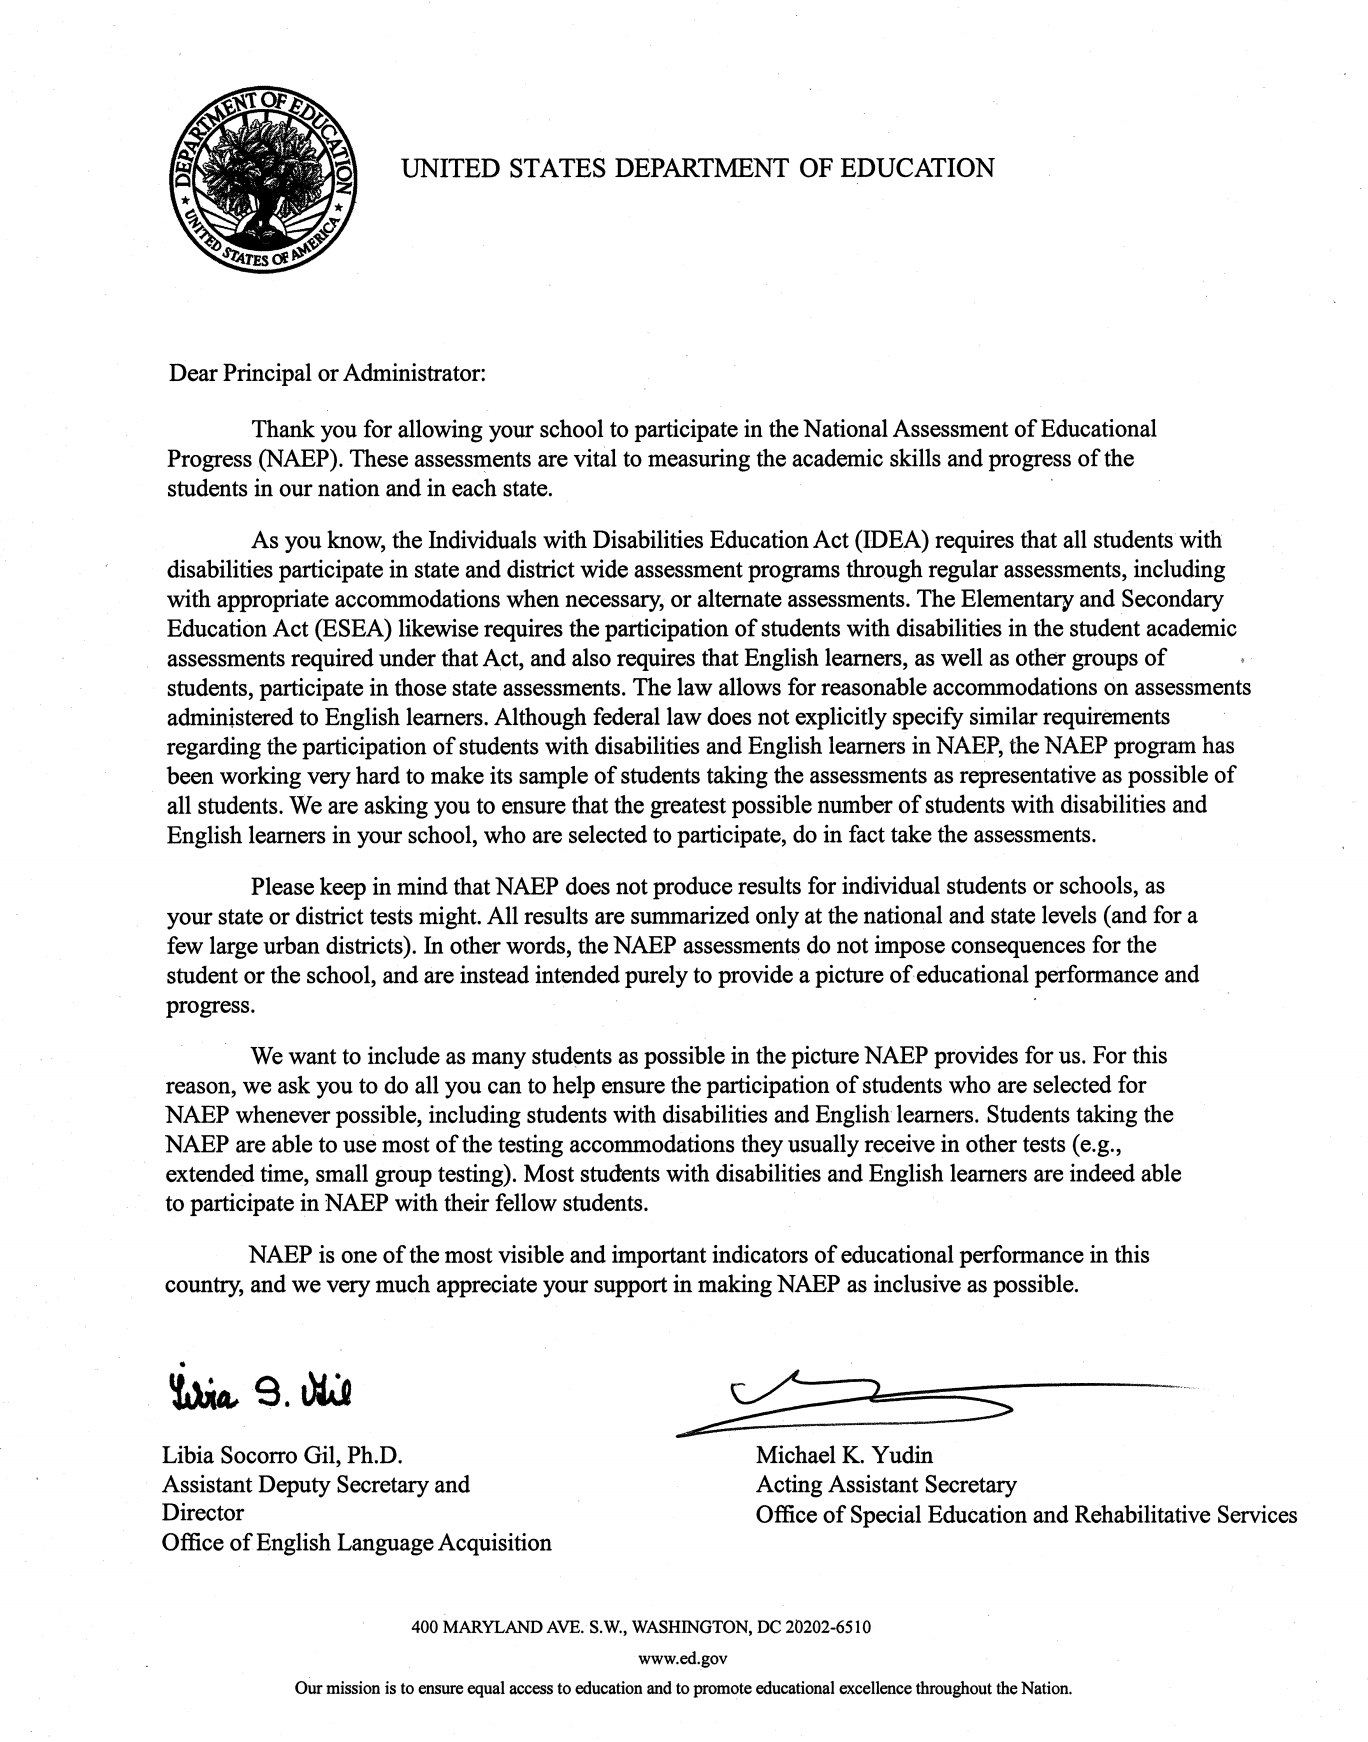 DEPARTMENT OF EDUCATION
★ UNITED STATES OF AMERICA ★
UNITED STATES DEPARTMENT OF EDUCATION
Dear Principal or Administrator:
Thank you for allowing your school to participate in the National Assessment of Educational
Progress (NAEP). These assessments are vital to measuring the academic skills and progress of the
students in our nation and in each state.
As you know, the Individuals with Disabilities Education Act (IDEA) requires that all students with
disabilities participate in state and district wide assessment programs through regular assessments, including
with appropriate accommodations when necessary, or alternate assessments. The Elementary and Secondary
Education Act (ESEA) likewise requires the participation of students with disabilities in the student academic
assessments required under that Act, and also requires that English learners, as well as other groups of
students, participate in those state assessments. The law allows for reasonable accommodations on assessments
administered to English learners. Although federal law does not explicitly specify similar requirements
regarding the participation of students with disabilities and English learners in NAEP, the NAEP program has
been working very hard to make its sample of students taking the assessments as representative as possible of
all students. We are asking you to ensure that the greatest possible number of students with disabilities and
English learners in your school, who are selected to participate, do in fact take the assessments.
Please keep in mind that NAEP does not produce results for individual students or schools, as
your state or district tests might. All results are summarized only at the national and state levels (and for a
few large urban districts). In other words, the NAEP assessments do not impose consequences for the
student or the school, and are instead intended purely to provide a picture of educational performance and
progress.
We want to include as many students as possible in the picture NAEP provides for us. For this
reason, we ask you to do all you can to help ensure the participation of students who are selected for
NAEP whenever possible, including students with disabilities and English learners. Students taking the
NAEP are able to use most of the testing accommodations they usually receive in other tests (e.g.,
extended time, small group testing). Most students with disabilities and English learners are indeed able
to participate in NAEP with their fellow students.
NAEP is one of the most visible and important indicators of educational performance in this
country, and we very much appreciate your support in making NAEP as inclusive as possible.
Libia S. Gil
Libia Socorro Gil, Ph.D.
Assistant Deputy Secretary and
Director
Office of English Language Acquisition
Michael K. Yudin
Acting Assistant Secretary
Office of Special Education and Rehabilitative Services
400 MARYLAND AVE. S.W., WASHINGTON, DC 20202-6510
www.ed.gov
Our mission is to ensure equal access to education and to promote educational excellence throughout the Nation.